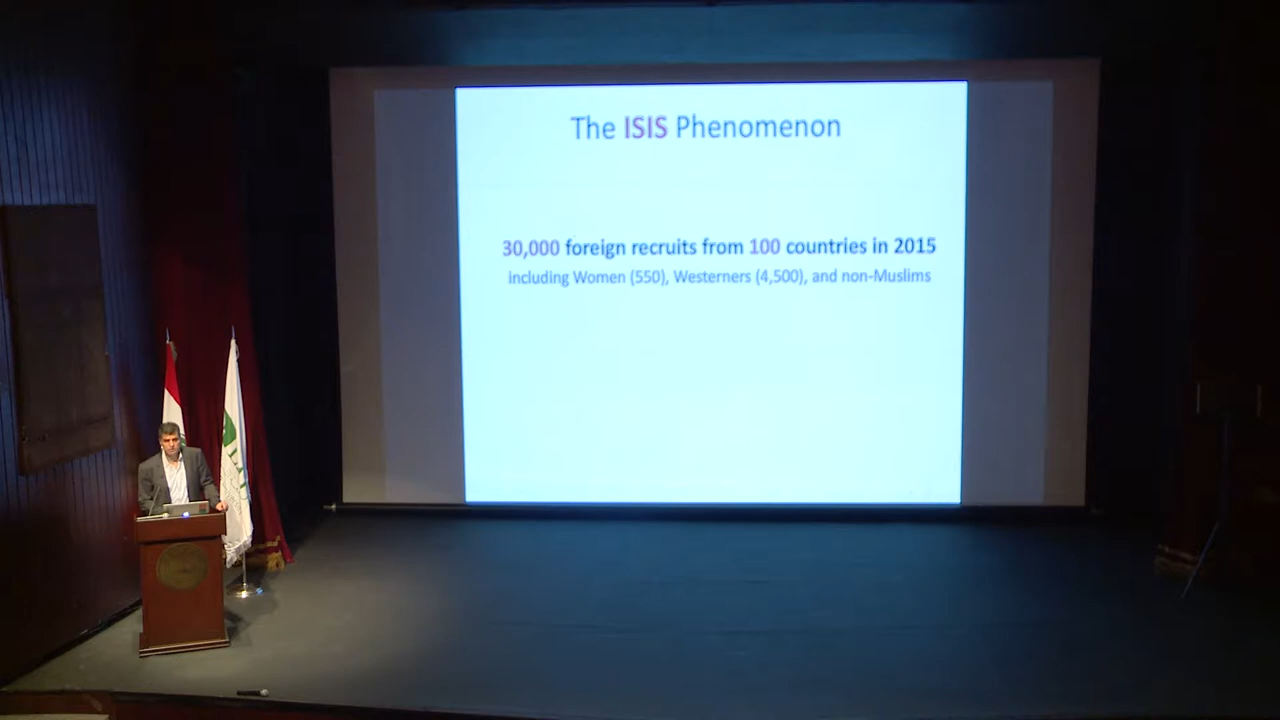 The ISIS Phenomenon
30,000 foreign recruits from 100 countries in 2015
including Women (550), Westerners (4,500), and non-Muslims